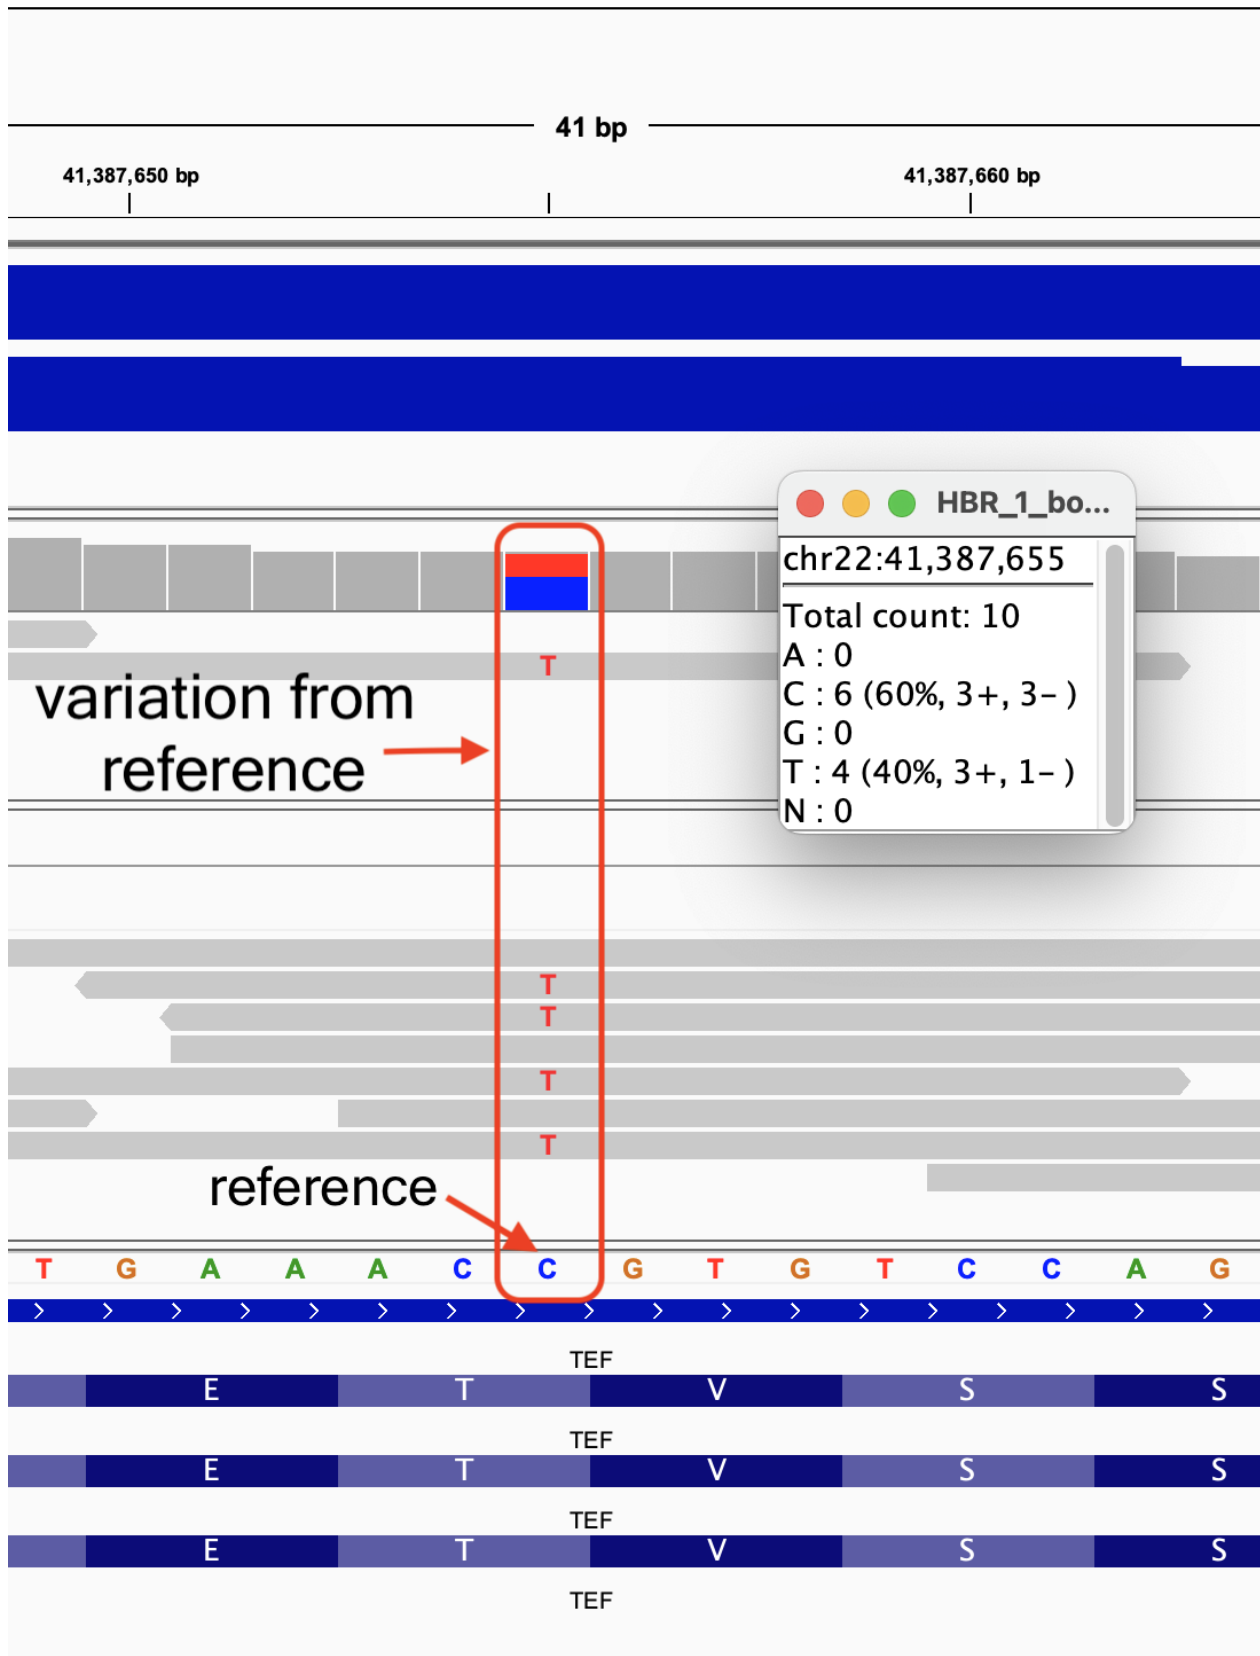 41 bp
41,387,650 bp
41,387,660 bp
HBR_1_bo...
chr22:41,387,655
Total count: 10
A : 0
C : 6 (60%, 3+, 3- )
G : 0
T : 4 (40%, 3+, 1- )
N : 0
T
variation from
reference
T
T
T
T
reference
T G A A A C C G T G T C C A G
TEF
E T V S S
TEF
E T V S S
TEF
E T V S S
TEF